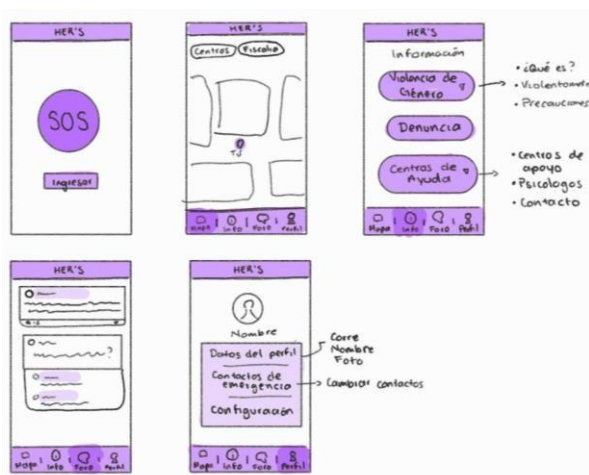 HER'S
SOS
Ingresar
HER'S
Centros
Fiscalía
Tú
Mapa
Info
Foro
Perfil
HER'S
Información
Violencia de
Género
• ¿Qué es?
• Violentometro
• Precauciones
Denuncia
Centros de
Ayuda
• Centros de
apoyo
• Psicologos
• Contacto
Mapa
Info
Foro
Perfil
HER'S
?
Mapa
Info
Foro
Perfil
HER'S
Nombre
Datos del perfil
Corre
Nombre
Foto
Contactos de
emergencia
Cambiar contactos
Configuración
Mapa
Info
Foro
Perfil